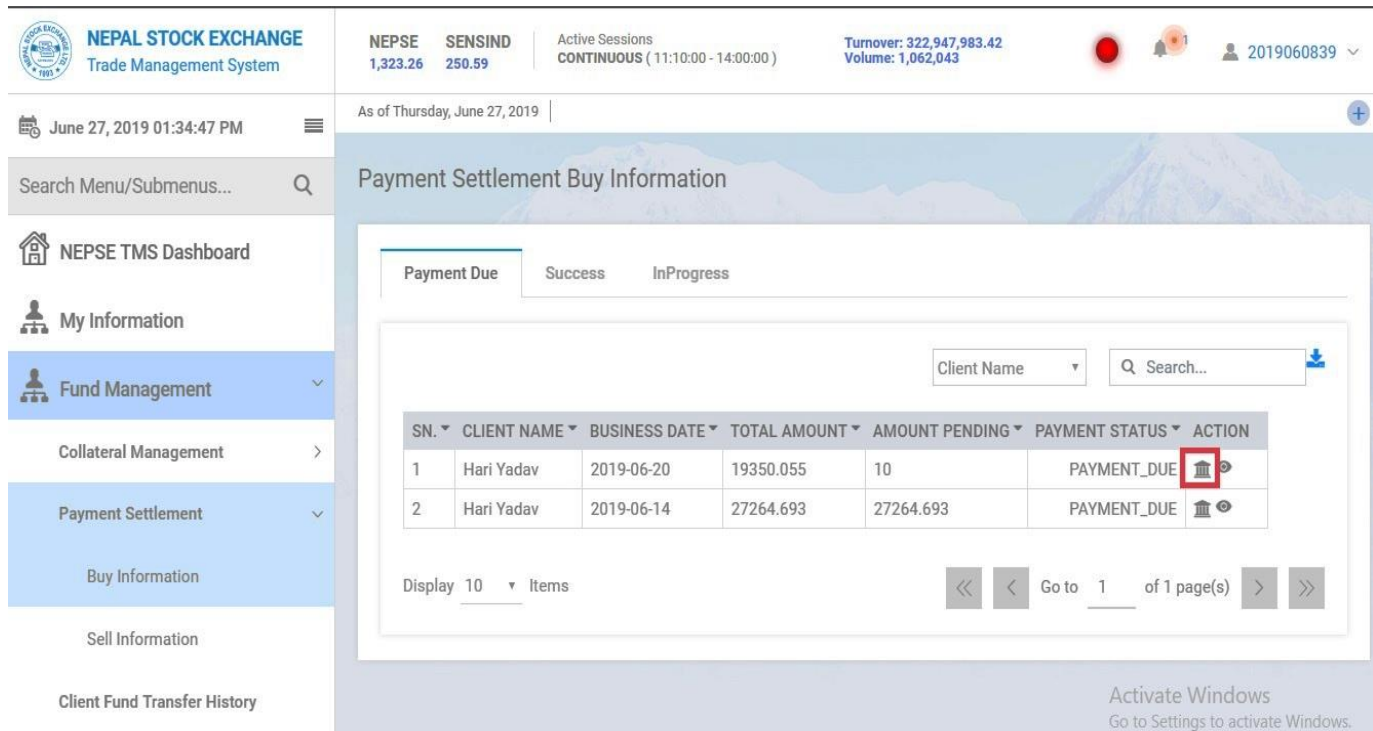 NEPAL STOCK EXCHANGE
Trade Management System
NEPSE SENSIND
1,323.26 250.59
Active Sessions
CONTINUOUS ( 11:10:00 - 14:00:00 )
Turnover: 322,947,983.42
Volume: 1,062,043
1
2019060839
June 27, 2019 01:34:47 PM
As of Thursday, June 27, 2019
Search Menu/Submenus...
NEPSE TMS Dashboard
My Information
Fund Management
Collateral Management
Payment Settlement
Buy Information
Sell Information
Client Fund Transfer History
Payment Settlement Buy Information
Payment Due Success InProgress
Client Name Search...
SN. CLIENT NAME BUSINESS DATE TOTAL AMOUNT AMOUNT PENDING PAYMENT STATUS ACTION
1 Hari Yadav 2019-06-20 19350.055 10 PAYMENT_DUE
2 Hari Yadav 2019-06-14 27264.693 27264.693 PAYMENT_DUE
Display 10 Items Go to 1 of 1 page(s)
Activate Windows
Go to Settings to activate Windows.